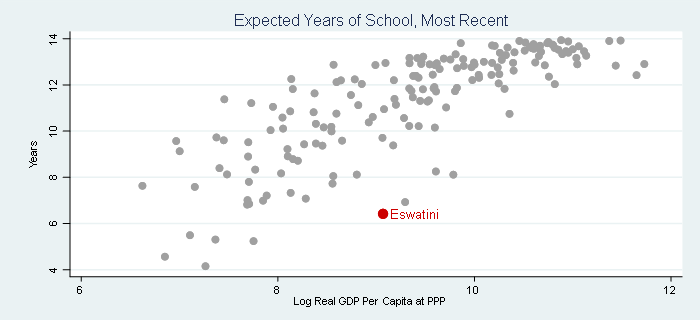 Expected Years of School, Most Recent
14
12
10
8
6
4
Years
Eswatini
6
8
10
12
Log Real GDP Per Capita at PPP